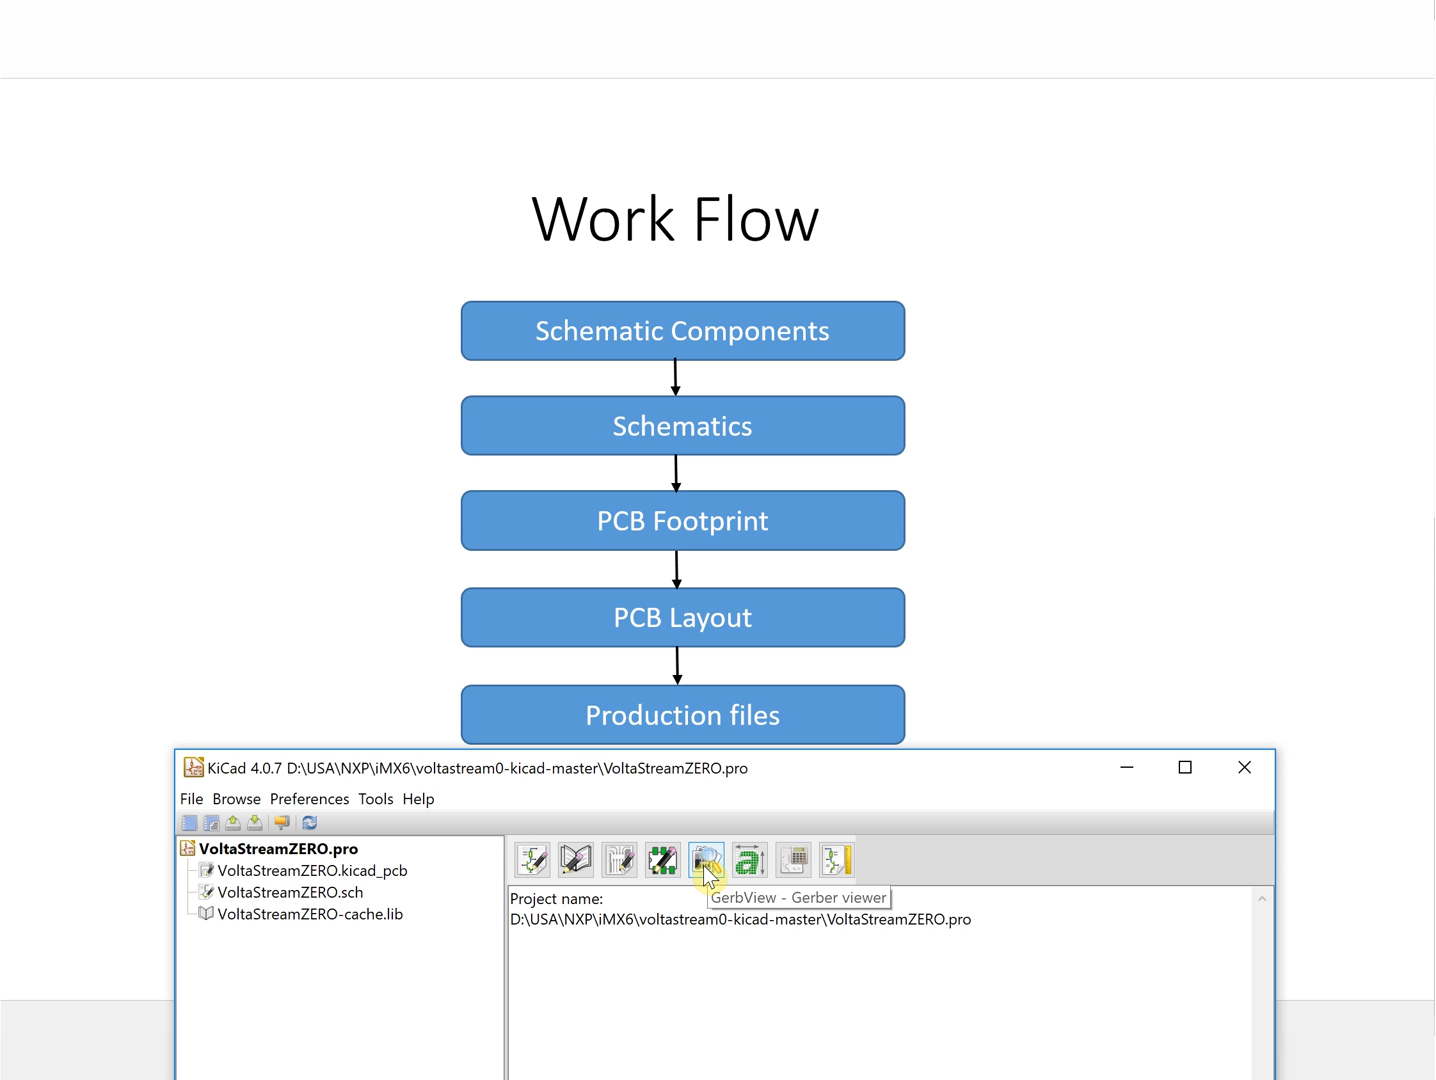 Work Flow
Schematic Components
Schematics
PCB Footprint
PCB Layout
Production files
KiCad 4.0.7 D:\USA\NXP\iMX6\voltastream0-kicad-master\VoltaStreamZERO.pro
File Browse Preferences Tools Help
VoltaStreamZERO.pro
VoltaStreamZERO.kicad_pcb
VoltaStreamZERO.sch
VoltaStreamZERO-cache.lib
GerbView - Gerber viewer
Project name:
D:\USA\NXP\iMX6\voltastream0-kicad-master\VoltaStreamZERO.pro